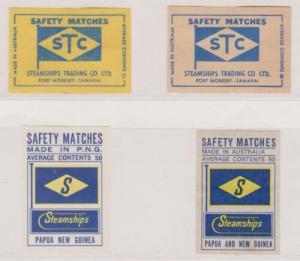 SAFETY MATCHES
MADE IN AUSTRALIA
STC
AVERAGE CONTENTS
STEAMSHIPS TRADING CO LTD.
PORT MORESBY - SAMARAI
SAFETY MATCHES
MADE IN AUSTRALIA
STC
AVERAGE CONTENTS
STEAMSHIPS TRADING CO. LTD.
PORT MORESBY - SAMARAI
SAFETY MATCHES
MADE IN P.N.G.
AVERAGE CONTENTS 50
S
Steamships
PAPUA NEW GUINEA
SAFETY MATCHES
MADE IN AUSTRALIA
AVERAGE CONTENTS 50
S
Steamships
PAPUA AND NEW GUINEA